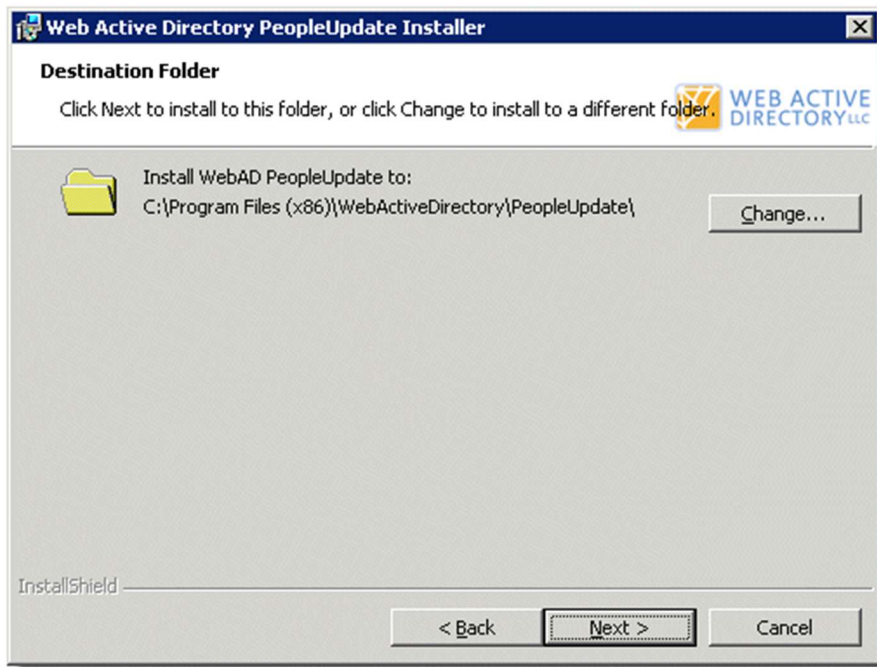 Web Active Directory PeopleUpdate Installer
Destination Folder
Click Next to install to this folder, or click Change to install to a different folder.
WEB ACTIVE
DIRECTORY LLC
Install WebAD PeopleUpdate to:
C:\Program Files (x86)\WebActiveDirectory\PeopleUpdate\
Change...
InstallShield
< Back
Next >
Cancel